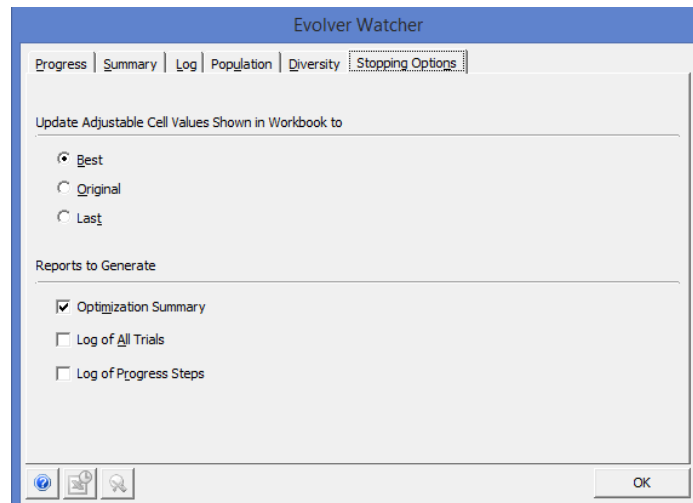 Evolver Watcher
Progress Summary Log Population Diversity Stopping Options
Update Adjustable Cell Values Shown in Workbook to
Best
Original
Last
Reports to Generate
Optimization Summary
Log of All Trials
Log of Progress Steps
OK